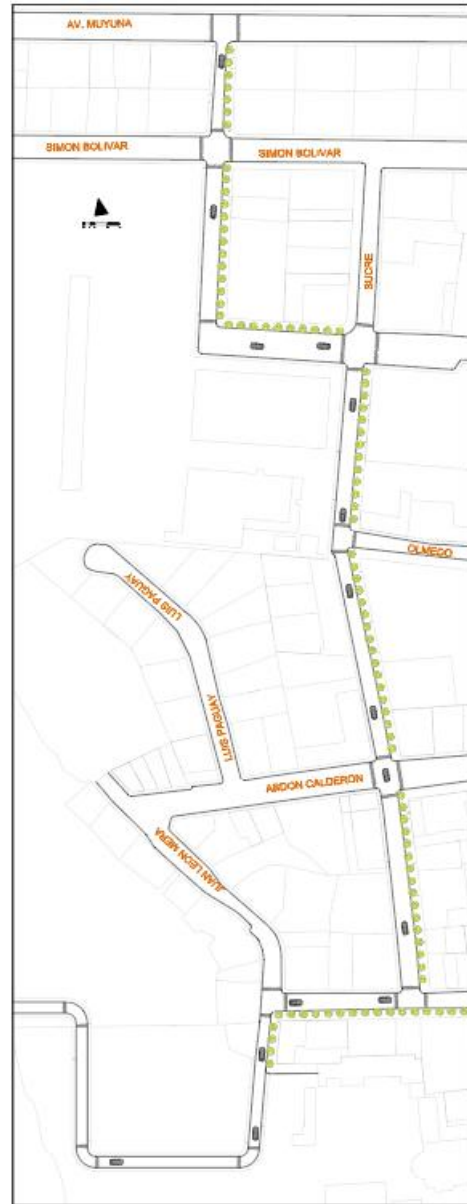 AV. MUYUNA
SIMON BOLIVAR
SIMON BOLIVAR
SUCRE
OLMEDO
LUIS PAGUAY
LUIS PAGUAY
ABDON CALDERON
JUAN LEON MERA